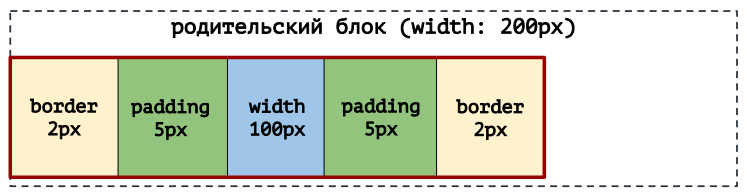 родительский блок (width: 200px)
border
2px
padding
5px
width
100px
padding
5px
border
2px